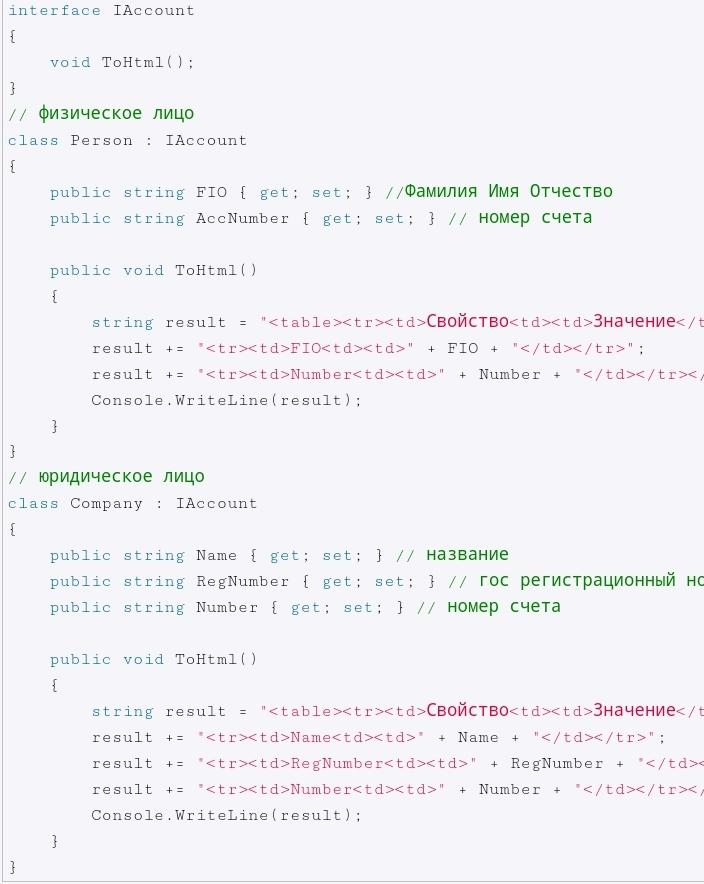 interface IAccount
{
    void ToHtml();
}
// физическое лицо
class Person : IAccount
{
    public string FIO { get; set; } //Фамилия Имя Отчество
    public string AccNumber { get; set; } // номер счета

    public void ToHtml()
    {
        string result = "<table><tr><td>Свойство<td><td>Значение</t
        result += "<tr><td>FIO<td><td>" + FIO + "</td></tr>";
        result += "<tr><td>Number<td><td>" + Number + "</td></tr></
        Console.WriteLine(result);
    }
}
// юридическое лицо
class Company : IAccount
{
    public string Name { get; set; } // название
    public string RegNumber { get; set; } // гос регистрационный но
    public string Number { get; set; } // номер счета

    public void ToHtml()
    {
        string result = "<table><tr><td>Свойство<td><td>Значение</t
        result += "<tr><td>Name<td><td>" + Name + "</td></tr>";
        result += "<tr><td>RegNumber<td><td>" + RegNumber + "</td><
        result += "<tr><td>Number<td><td>" + Number + "</td></tr></
        Console.WriteLine(result);
    }
}